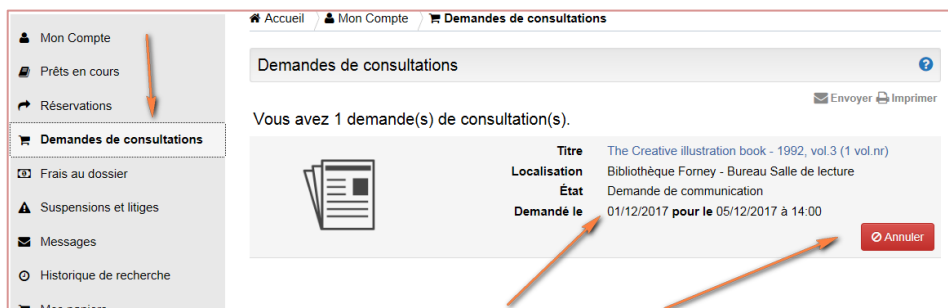 Accueil Mon Compte Demandes de consultations
Mon Compte
Prêts en cours
Réservations
Demandes de consultations
Frais au dossier
Suspensions et litiges
Messages
Historique de recherche
Mes paniers
Demandes de consultations
Envoyer Imprimer
Vous avez 1 demande(s) de consultation(s).
Titre The Creative illustration book - 1992, vol.3 (1 vol.nr)
Localisation Bibliothèque Forney - Bureau Salle de lecture
État Demande de communication
Demandé le 01/12/2017 pour le 05/12/2017 à 14:00
Annuler